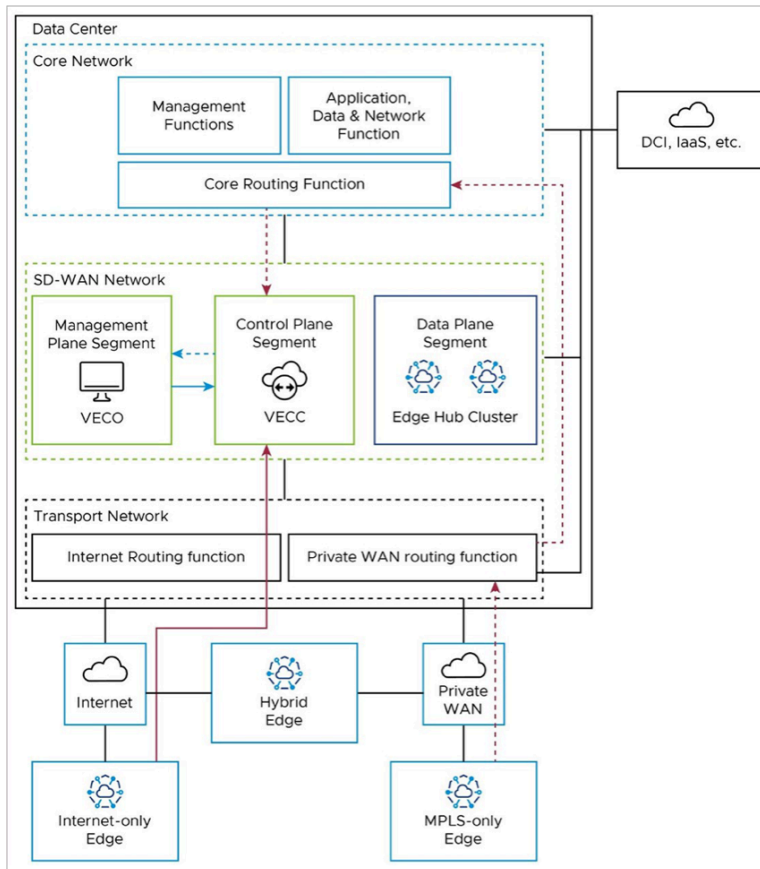 Data Center
Core Network
Management
Functions
Application,
Data & Network
Function
Core Routing Function
DCI, IaaS, etc.
SD-WAN Network
Management
Plane Segment
VECO
Control Plane
Segment
VECC
Data Plane
Segment
Edge Hub Cluster
Transport Network
Internet Routing function
Private WAN routing function
Internet
Hybrid
Edge
Private
WAN
Internet-only
Edge
MPLS-only
Edge